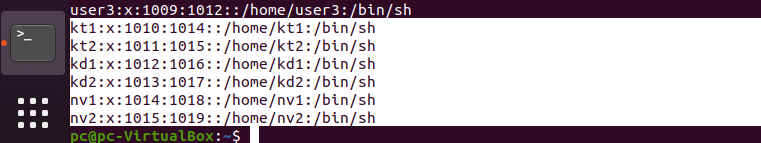 user3:x:1009:1012::/home/user3:/bin/sh
kt1:x:1010:1014::/home/kt1:/bin/sh
kt2:x:1011:1015::/home/kt2:/bin/sh
kd1:x:1012:1016::/home/kd1:/bin/sh
kd2:x:1013:1017::/home/kd2:/bin/sh
nv1:x:1014:1018::/home/nv1:/bin/sh
nv2:x:1015:1019::/home/nv2:/bin/sh
pc@pc-VirtualBox:~$